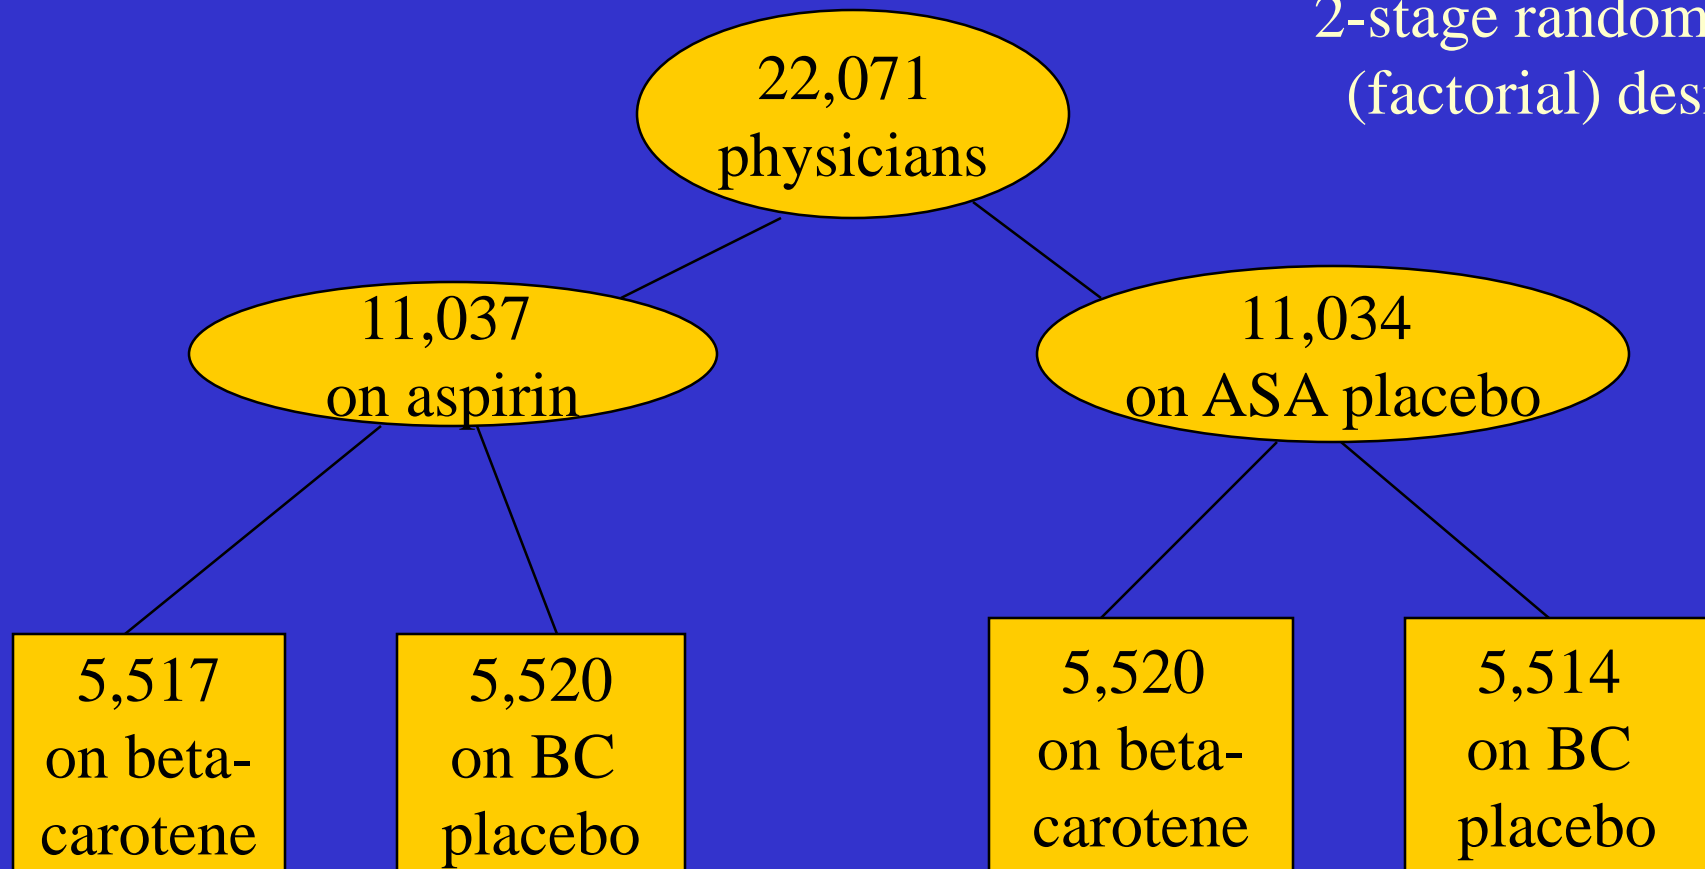 2-stage random
(factorial) des
22,071
physicians
11,037
on aspirin
11,034
on ASA placebo
5,517
on beta-
carotene
5,520
on BC
placebo
5,520
on beta-
carotene
5,514
on BC
placebo